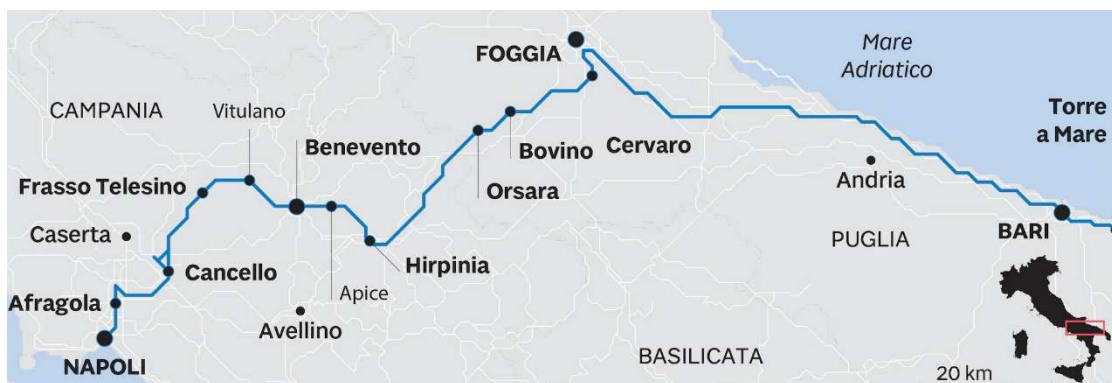 FOGGIA
Mare
Adriatico
CAMPANIA
Vitulano
Torre
a Mare
Benevento
Bovino
Cervaro
Frasso Telesino
Orsara
Andria
Caserta
PUGLIA
BARI
Cancello
Hirpinia
Afragola
Apice
Avellino
NAPOLI
BASILICATA
20 km